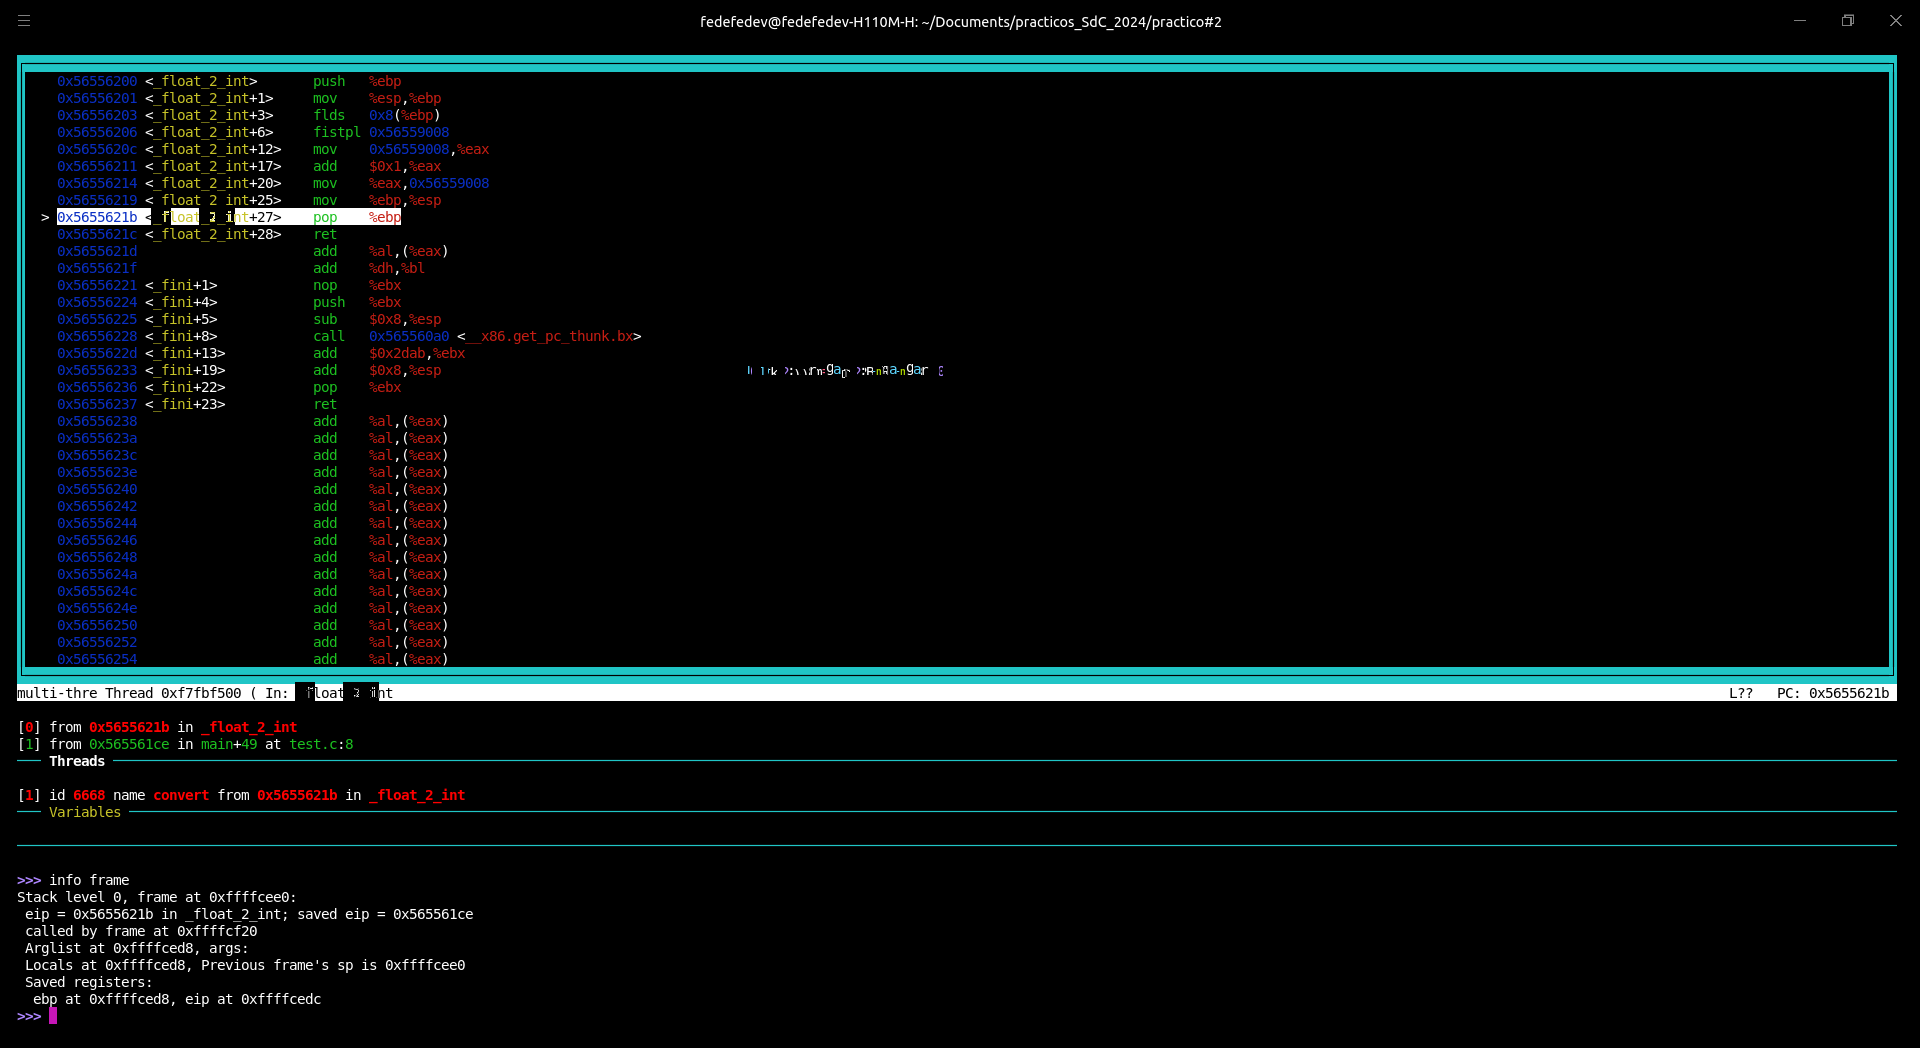 fedefedev@fedefedev-H110M-H: ~/Documents/practicos_SdC_2024/practico#2
0x56556200 <_float_2_int> push %ebp
0x56556201 <_float_2_int+1> mov %esp,%ebp
0x56556203 <_float_2_int+3> flds 0x8(%ebp)
0x56556206 <_float_2_int+6> fistpl 0x56559008
0x5655620c <_float_2_int+12> mov 0x56559008,%eax
0x56556211 <_float_2_int+17> add $0x1,%eax
0x56556214 <_float_2_int+20> mov %eax,0x56559008
0x56556219 <_float_2_int+25> mov %ebp,%esp
> 0x5655621b <_float_2_int+27> pop %ebp
0x5655621c <_float_2_int+28> ret
0x5655621d add %al,(%eax)
0x5655621f add %dh,%bl
0x56556221 <_fini+1> nop %ebx
0x56556224 <_fini+4> push %ebx
0x56556225 <_fini+5> sub $0x8,%esp
0x56556228 <_fini+8> call 0x565560a0 <__x86.get_pc_thunk.bx>
0x5655622d <_fini+13> add $0x2dab,%ebx
0x56556233 <_fini+19> add $0x8,%esp
0x56556236 <_fini+22> pop %ebx
0x56556237 <_fini+23> ret
0x56556238 add %al,(%eax)
0x5655623a add %al,(%eax)
0x5655623c add %al,(%eax)
0x5655623e add %al,(%eax)
0x56556240 add %al,(%eax)
0x56556242 add %al,(%eax)
0x56556244 add %al,(%eax)
0x56556246 add %al,(%eax)
0x56556248 add %al,(%eax)
0x5655624a add %al,(%eax)
0x5655624c add %al,(%eax)
0x5655624e add %al,(%eax)
0x56556250 add %al,(%eax)
0x56556252 add %al,(%eax)
0x56556254 add %al,(%eax)
multi-thre Thread 0xf7fbf500 ( In: _float_2_int L?? PC: 0x5655621b
[0] from 0x5655621b in _float_2_int
[1] from 0x565561ce in main+49 at test.c:8
Threads
[1] id 6668 name convert from 0x5655621b in _float_2_int
Variables
>>> info frame
Stack level 0, frame at 0xffffcee0:
eip = 0x5655621b in _float_2_int; saved eip = 0x565561ce
called by frame at 0xffffcf20
Arglist at 0xffffced8, args:
Locals at 0xffffced8, Previous frame's sp is 0xffffcee0
Saved registers:
ebp at 0xffffced8, eip at 0xffffcedc
>>>